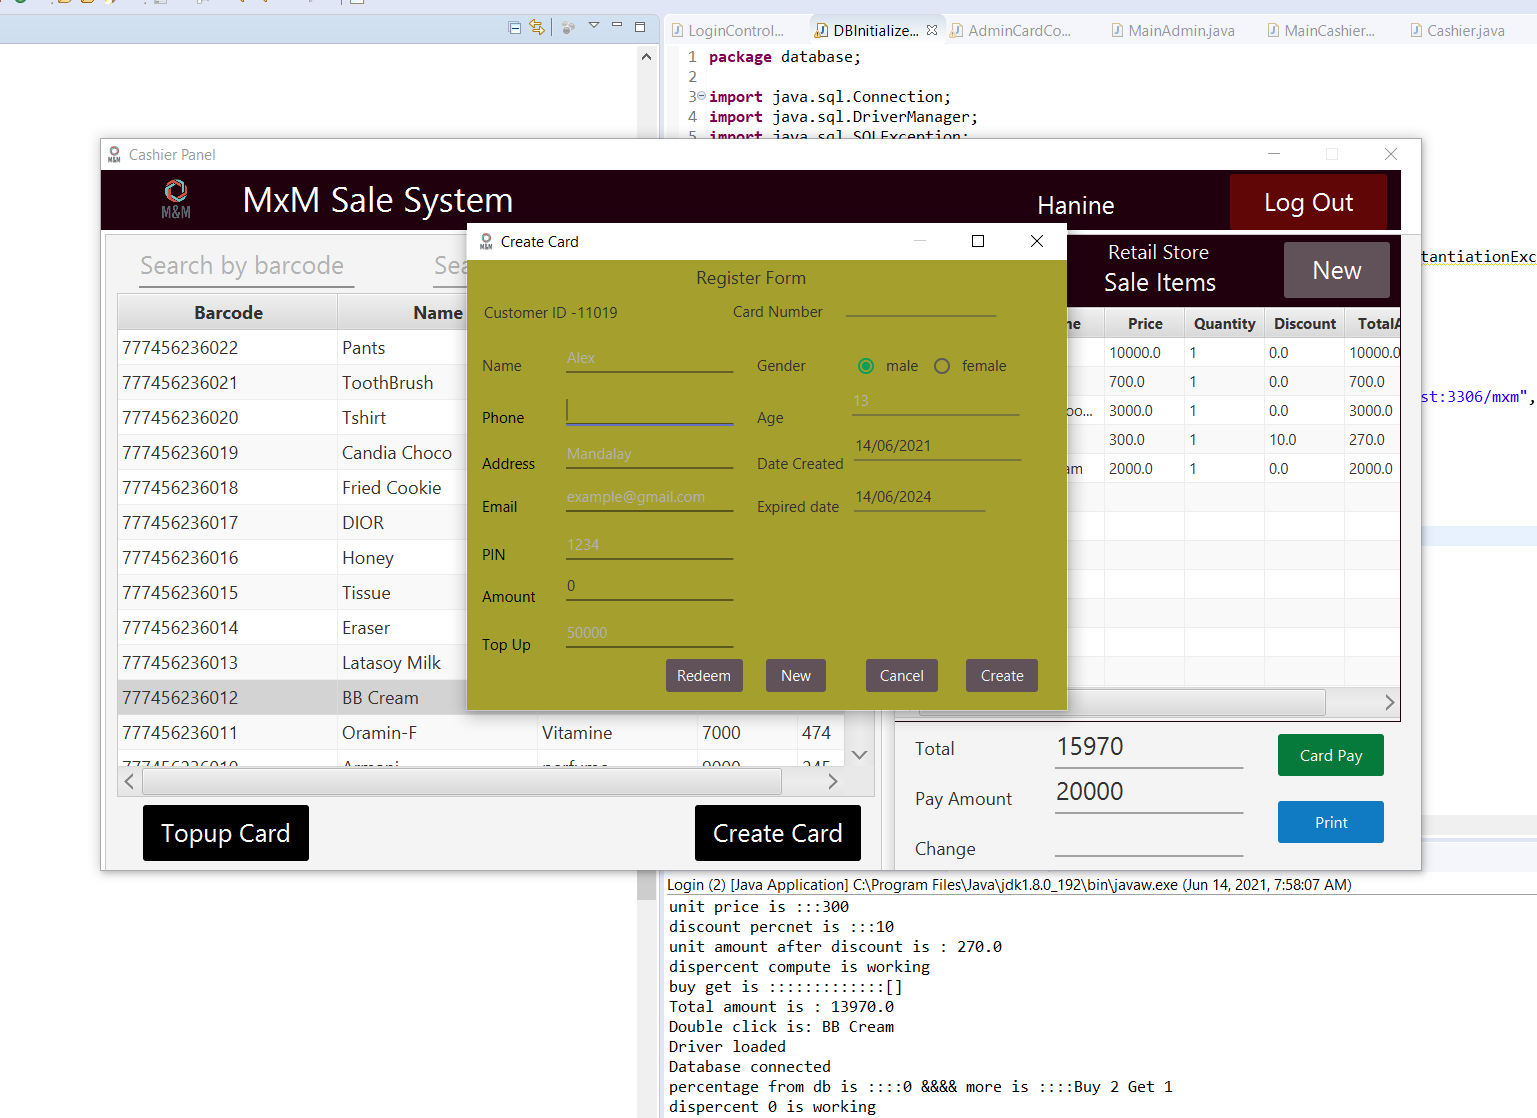 LoginControl...
DBInitialize...
AdminCardCo...
MainAdmin.java
MainCashier...
Cashier.java
1 package database;
2
3 import java.sql.Connection;
4 import java.sql.DriverManager;
5 import java.sql.SQLException;
tantiationExc
st:3306/mxm",
Cashier Panel
M&M
MxM Sale System
Hanine
Log Out
Search by barcode
Sea
Barcode Name
777456236022 Pants
777456236021 ToothBrush
777456236020 Tshirt
777456236019 Candia Choco
777456236018 Fried Cookie
777456236017 DIOR
777456236016 Honey
777456236015 Tissue
777456236014 Eraser
777456236013 Latasoy Milk
777456236012 BB Cream
777456236011 Oramin-F Vitamine 7000 474
777456236010 Armani perfume 9000 245
Topup Card
Create Card
Create Card
Register Form
Customer ID -11019
Card Number
Name Alex
Gender male female
Phone
Age 13
Address Mandalay
Date Created 14/06/2021
Email example@gmail.com
Expired date 14/06/2024
PIN 1234
Amount 0
Top Up 50000
Redeem
New
Cancel
Create
Retail Store
Sale Items
New
me Price Quantity Discount TotalA
10000.0 1 0.0 10000.0
700.0 1 0.0 700.0
oo... 3000.0 1 0.0 3000.0
300.0 1 10.0 270.0
am 2000.0 1 0.0 2000.0
Total 15970
Card Pay
Pay Amount 20000
Print
Change
Login (2) [Java Application] C:\Program Files\Java\jdk1.8.0_192\bin\javaw.exe (Jun 14, 2021, 7:58:07 AM)
unit price is :::300
discount percnet is :::10
unit amount after discount is : 270.0
dispercent compute is working
buy get is :::::::::::::[]
Total amount is : 13970.0
Double click is: BB Cream
Driver loaded
Database connected
percentage from db is ::::0 &&&& more is ::::Buy 2 Get 1
dispercent 0 is working